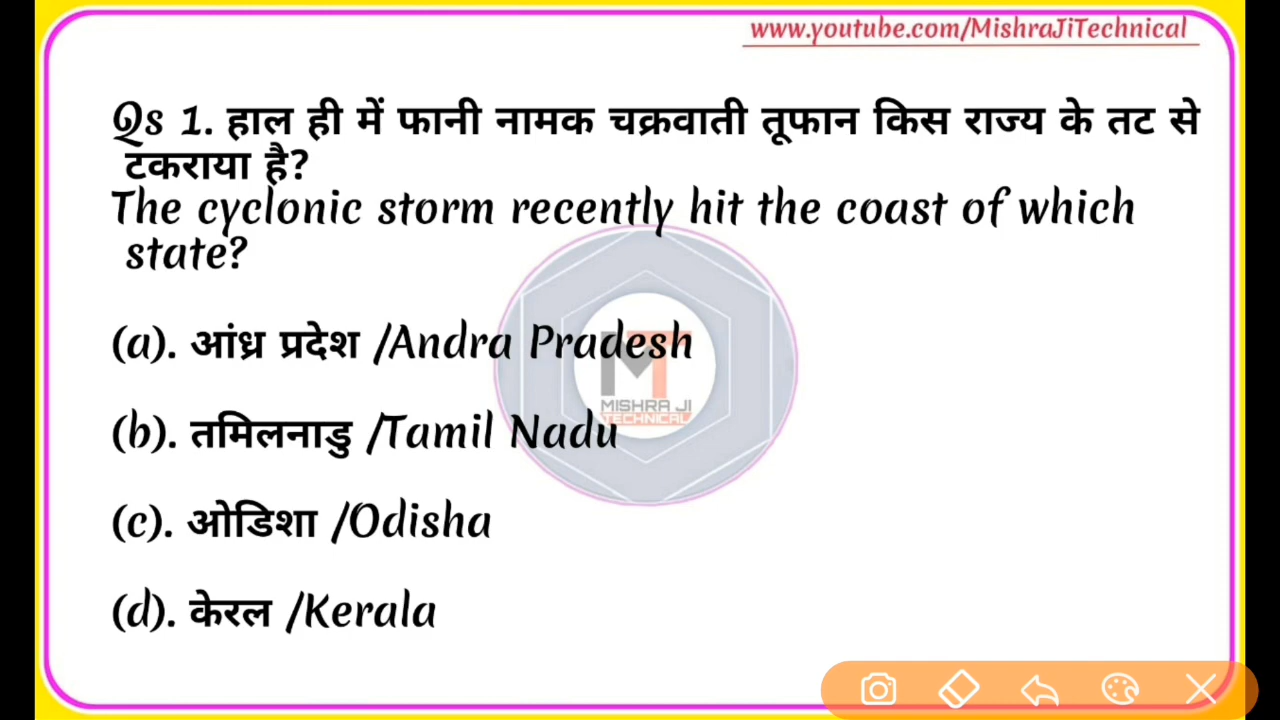 www.youtube.com/MishraJiTechnical
Qs 1. हाल ही में फानी नामक चक्रवाती तूफान किस राज्य के तट से
टकराया है?
The cyclonic storm recently hit the coast of which
state?
(a). आंध्र प्रदेश /Andra Pradesh
(b). तमिलनाडु /Tamil Nadu
(c). ओडिशा /Odisha
(d). केरल /Kerala
MT
MISHRA JI
TECHNICAL